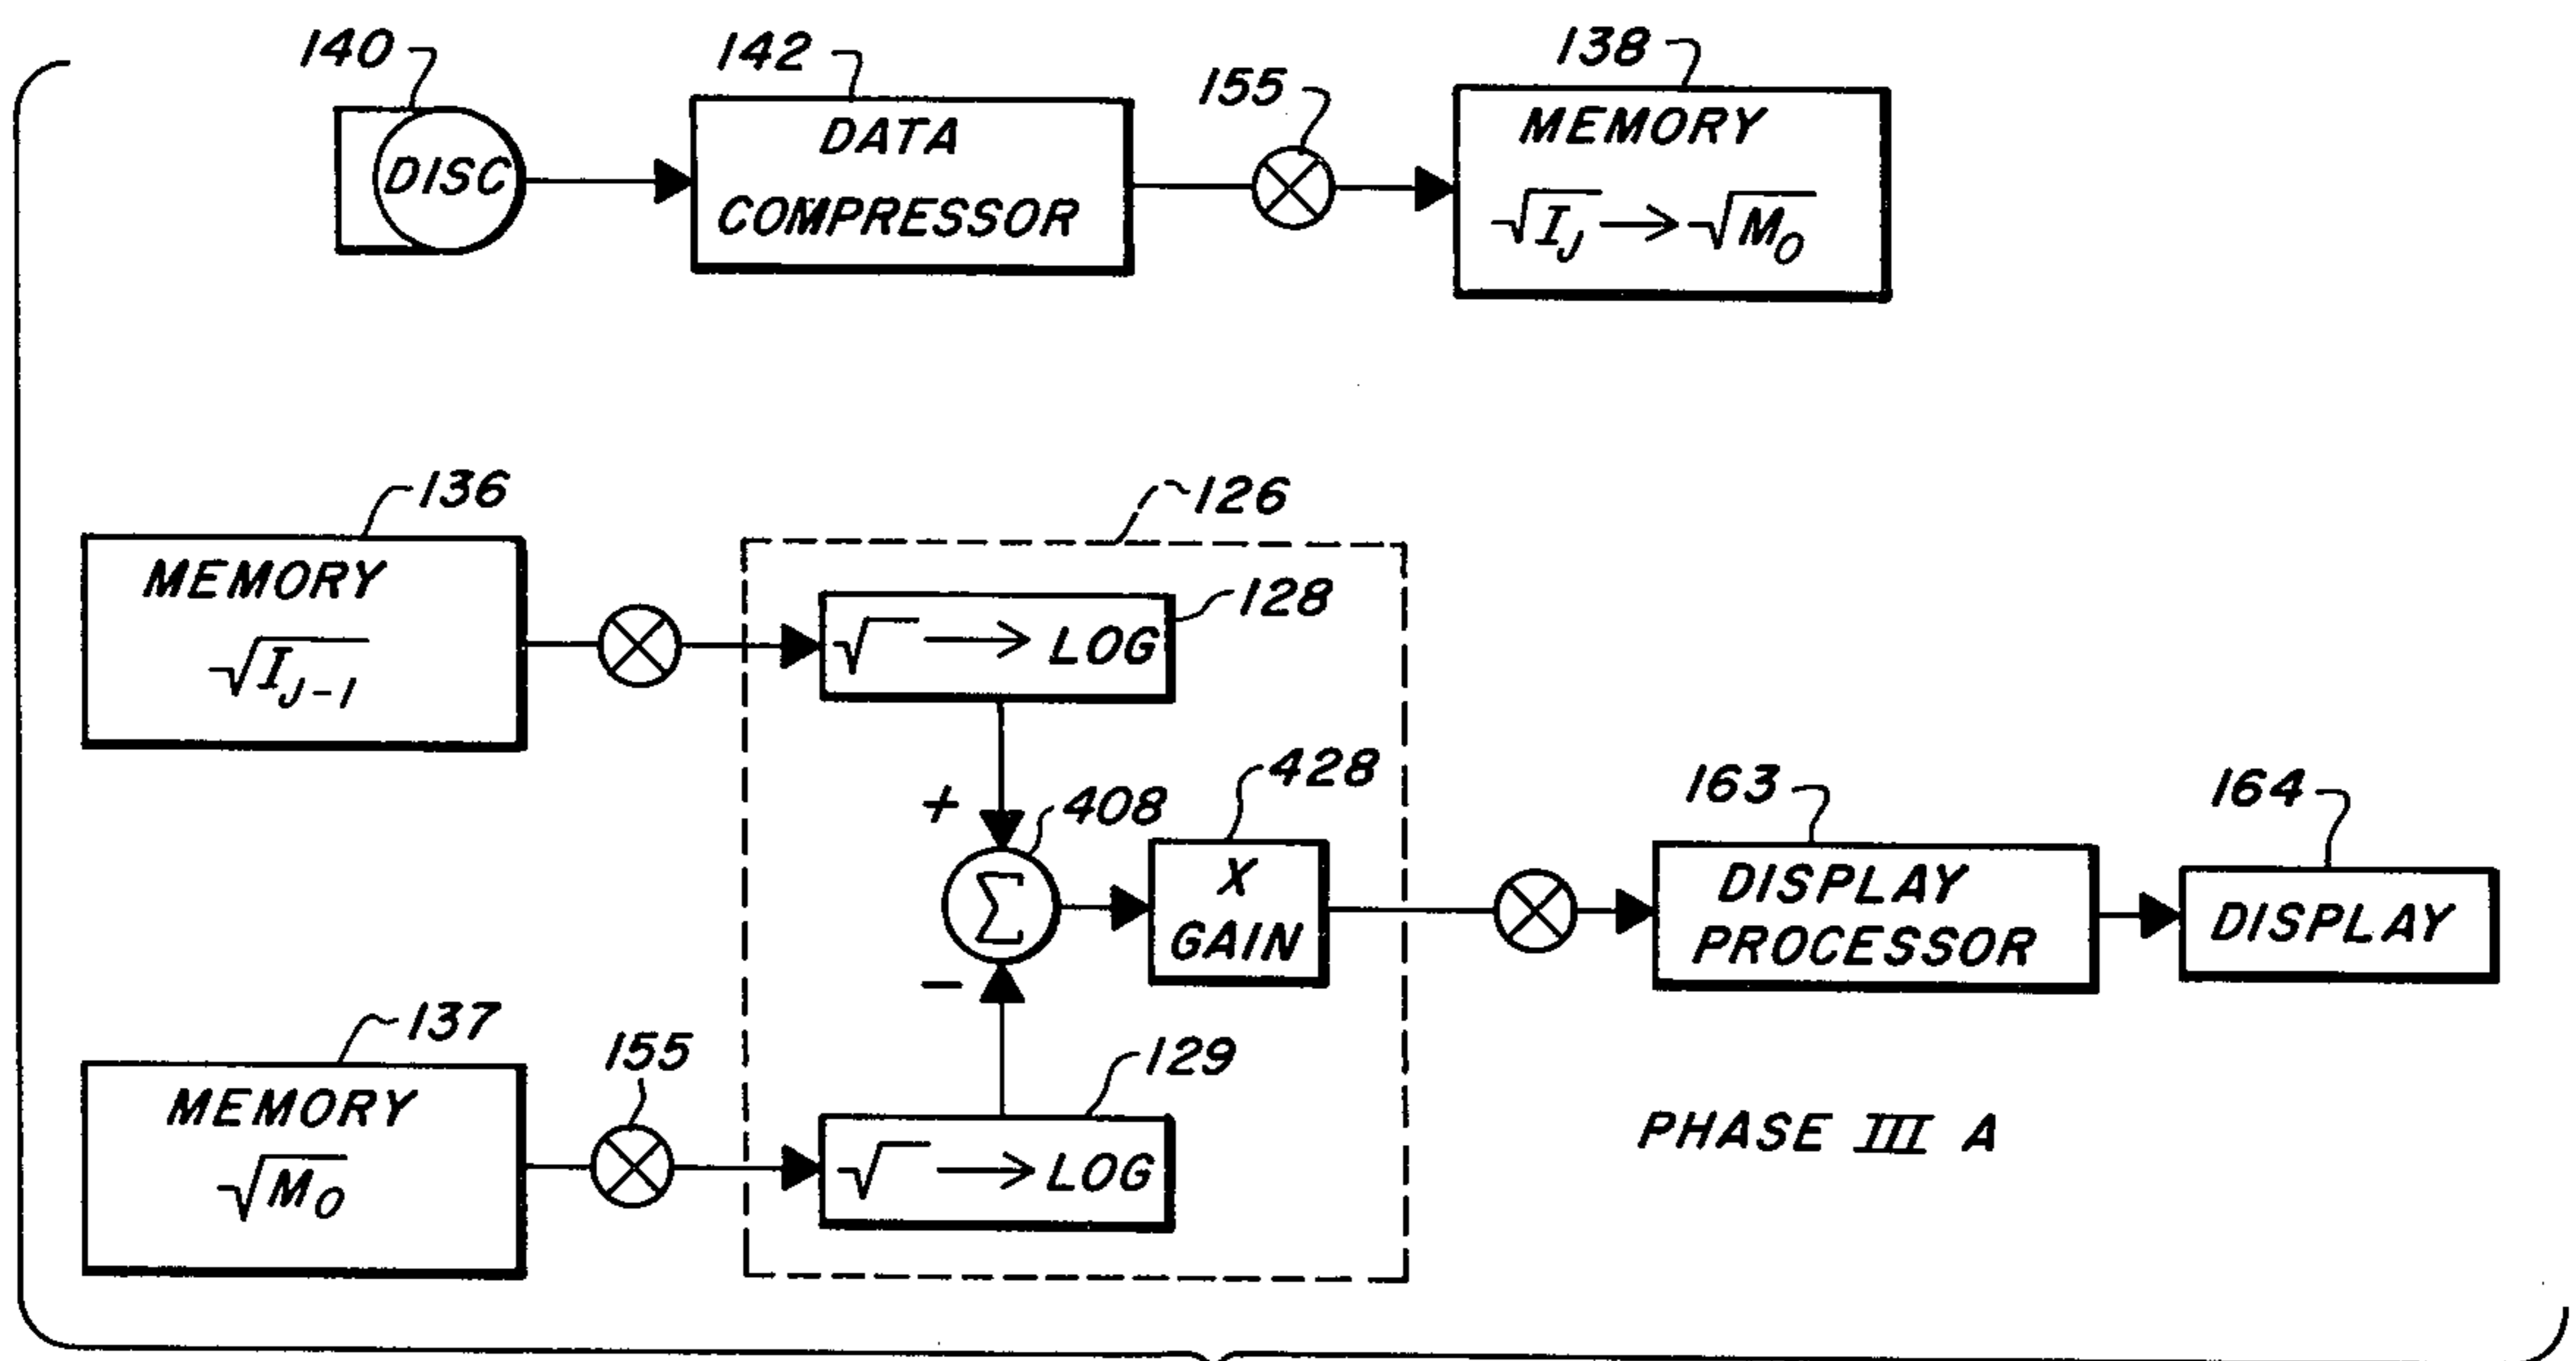 140
142
155
138
DISC
DATA
COMPRESSOR
MEMORY
√I_J → √M_O
136
126
128
MEMORY
√I_{J-1}
√ → LOG
+
408
428
163
164
Σ
X
GAIN
DISPLAY
PROCESSOR
DISPLAY
−
137
155
129
MEMORY
√M_O
√ → LOG
PHASE III A